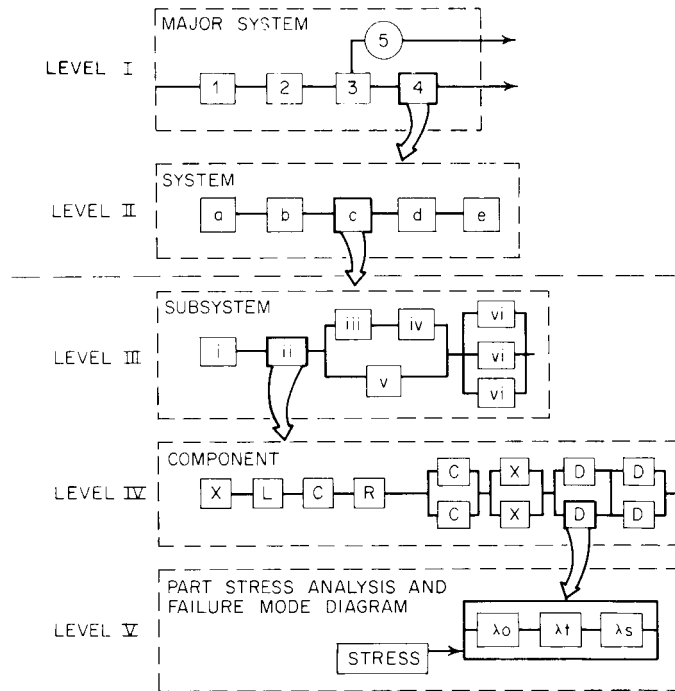 MAJOR SYSTEM
5
LEVEL I
1 2 3 4
SYSTEM
LEVEL II
a b c d e
SUBSYSTEM
iii iv vi
LEVEL III
i ii vi
v vi
COMPONENT
C X D D
LEVEL IV
X L C R
C X D D
PART STRESS ANALYSIS AND
FAILURE MODE DIAGRAM
LEVEL V
λo λt λs
STRESS